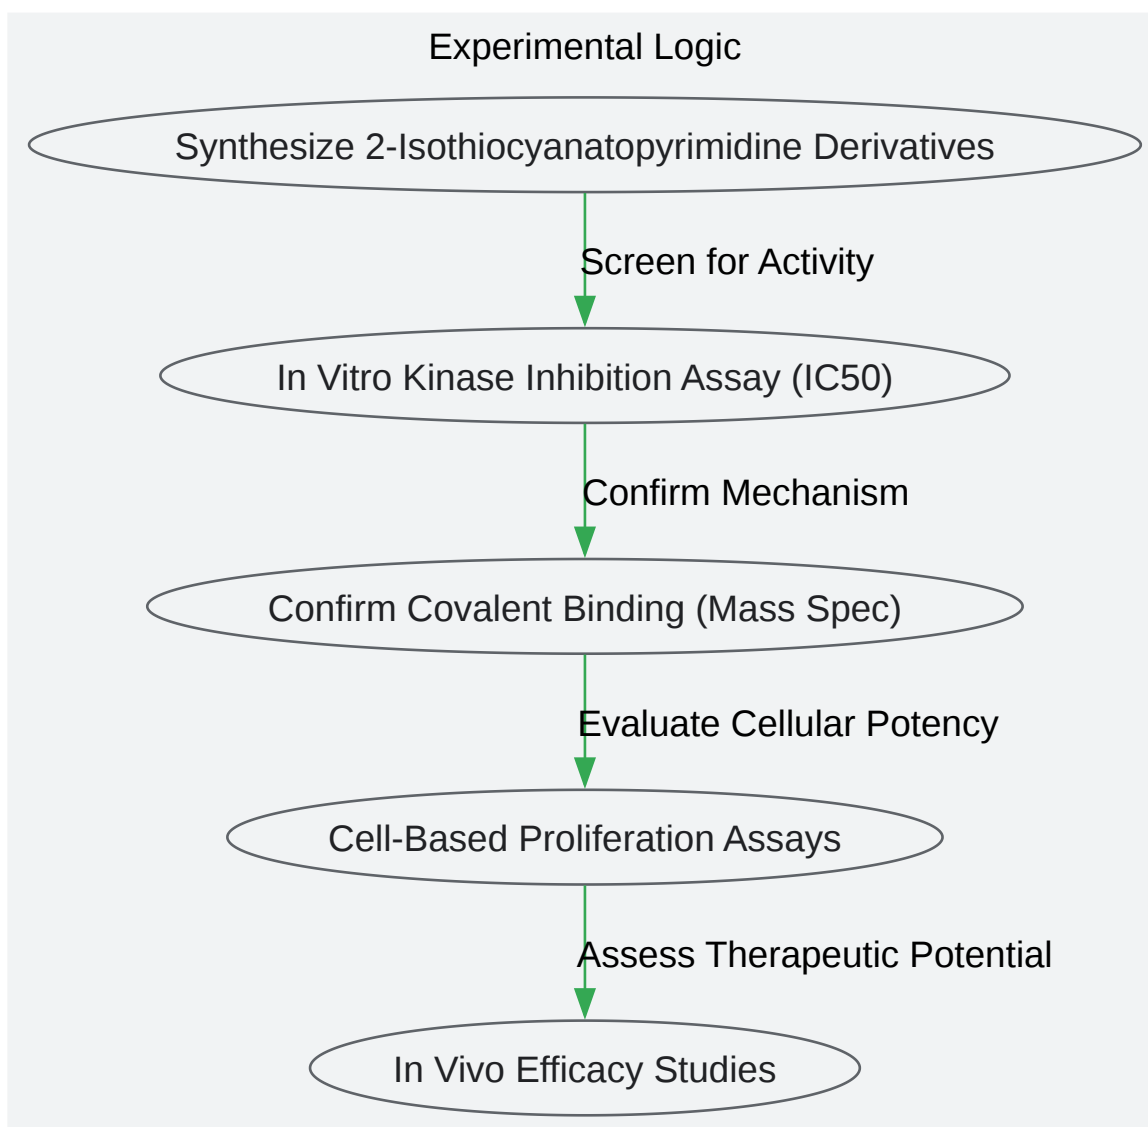 Experimental Logic
Synthesize 2-Isothiocyanatopyrimidine Derivatives
Screen for Activity
In Vitro Kinase Inhibition Assay (IC50)
Confirm Mechanism
Confirm Covalent Binding (Mass Spec)
Evaluate Cellular Potency
Cell-Based Proliferation Assays
Assess Therapeutic Potential
In Vivo Efficacy Studies